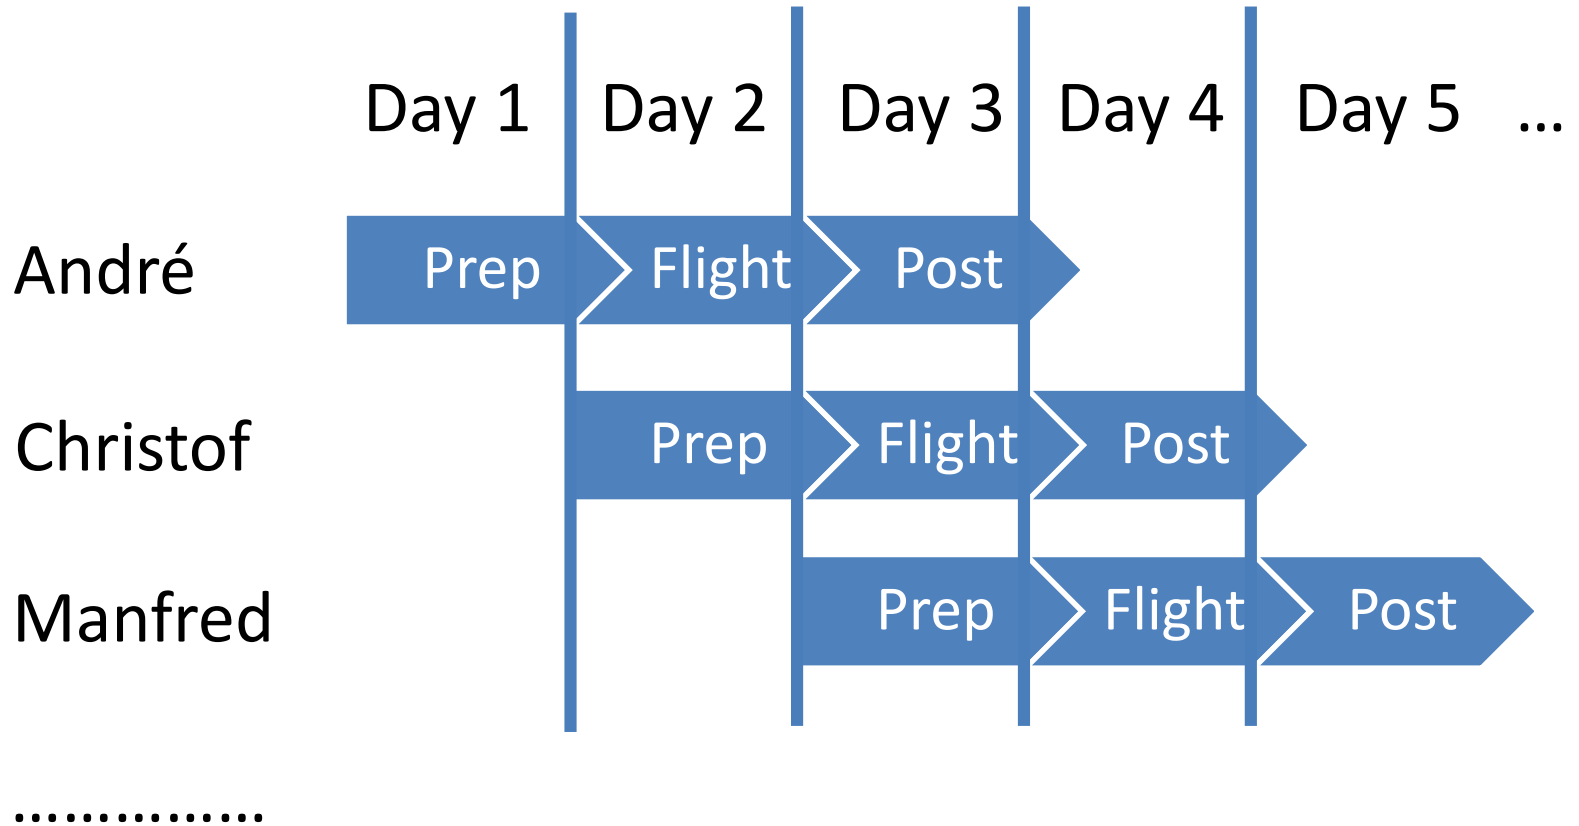 Day 1 Day 2 Day 3 Day 4 Day 5 ...
André Prep Flight Post
Christof Prep Flight Post
Manfred Prep Flight Post
...............